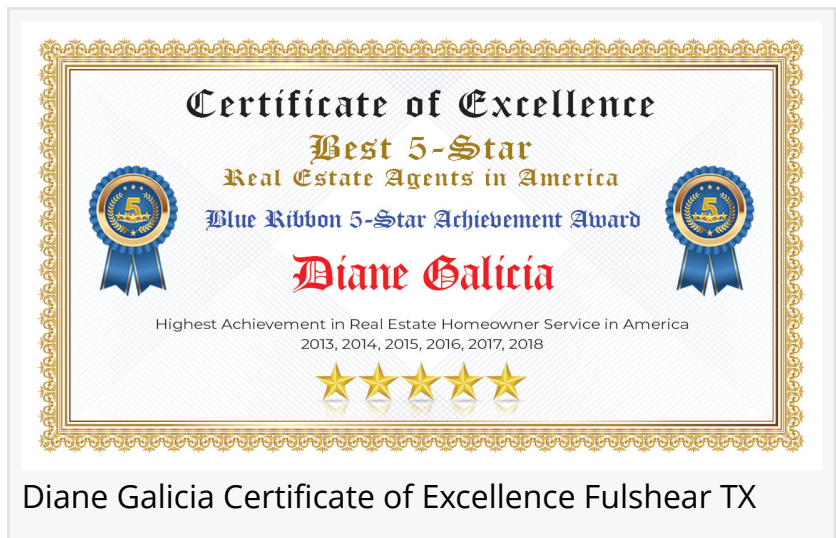 Certificate of Excellence
Best 5-Star
Real Estate Agents in America
Blue Ribbon 5-Star Achievement Award
5
5
Diane Galicia
Highest Achievement in Real Estate Homeowner Service in America
2013, 2014, 2015, 2016, 2017, 2018
Diane Galicia Certificate of Excellence Fulshear TX